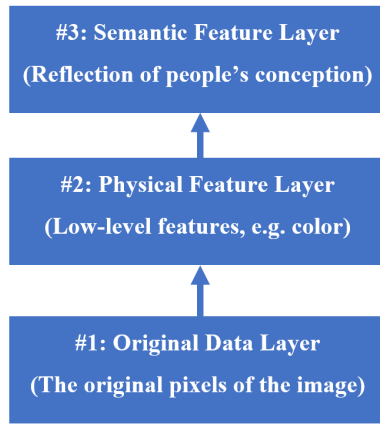 #3: Semantic Feature Layer
(Reflection of people’s conception)
#2: Physical Feature Layer
(Low-level features, e.g. color)
#1: Original Data Layer
(The original pixels of the image)